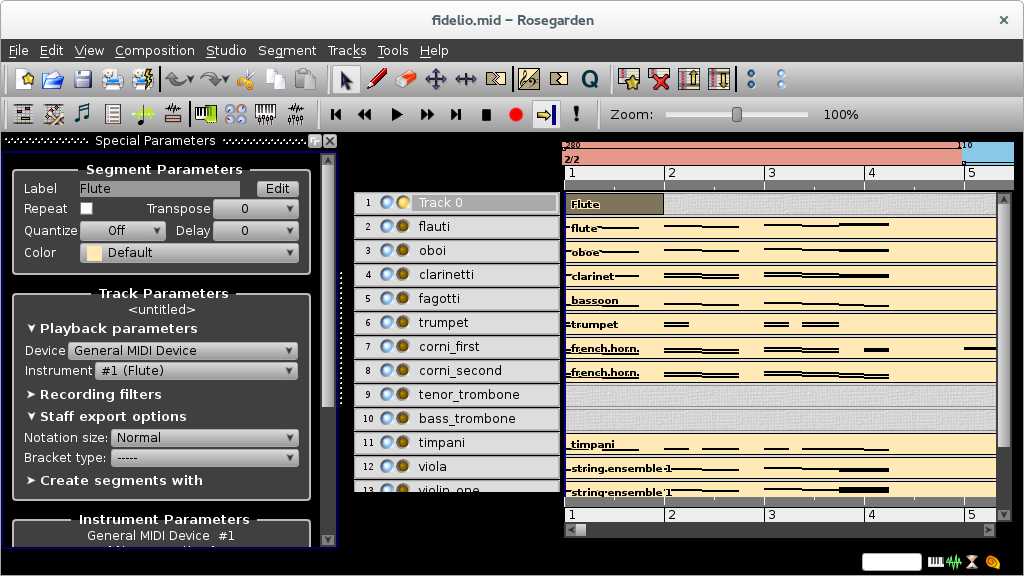 fidelio.mid – Rosegarden
File Edit View Composition Studio Segment Tracks Tools Help
Zoom: 100%
Special Parameters
Segment Parameters
Label Flute Edit
Repeat Transpose 0
Quantize Off Delay 0
Color Default
Track Parameters
<untitled>
Playback parameters
Device General MIDI Device
Instrument #1 (Flute)
Recording filters
Staff export options
Notation size: Normal
Bracket type: -----
Create segments with
Instrument Parameters
General MIDI Device #1
280 110
2/2
1 2 3 4 5
1 Track 0 Flute
2 flauti flute
3 oboi oboe
4 clarinetti clarinet
5 fagotti bassoon
6 trumpet trumpet
7 corni_first french.horn.
8 corni_second french.horn.
9 tenor_trombone
10 bass_trombone
11 timpani timpani
12 viola string.ensemble 1
13 violin_one string.ensemble 1
1 2 3 4 5